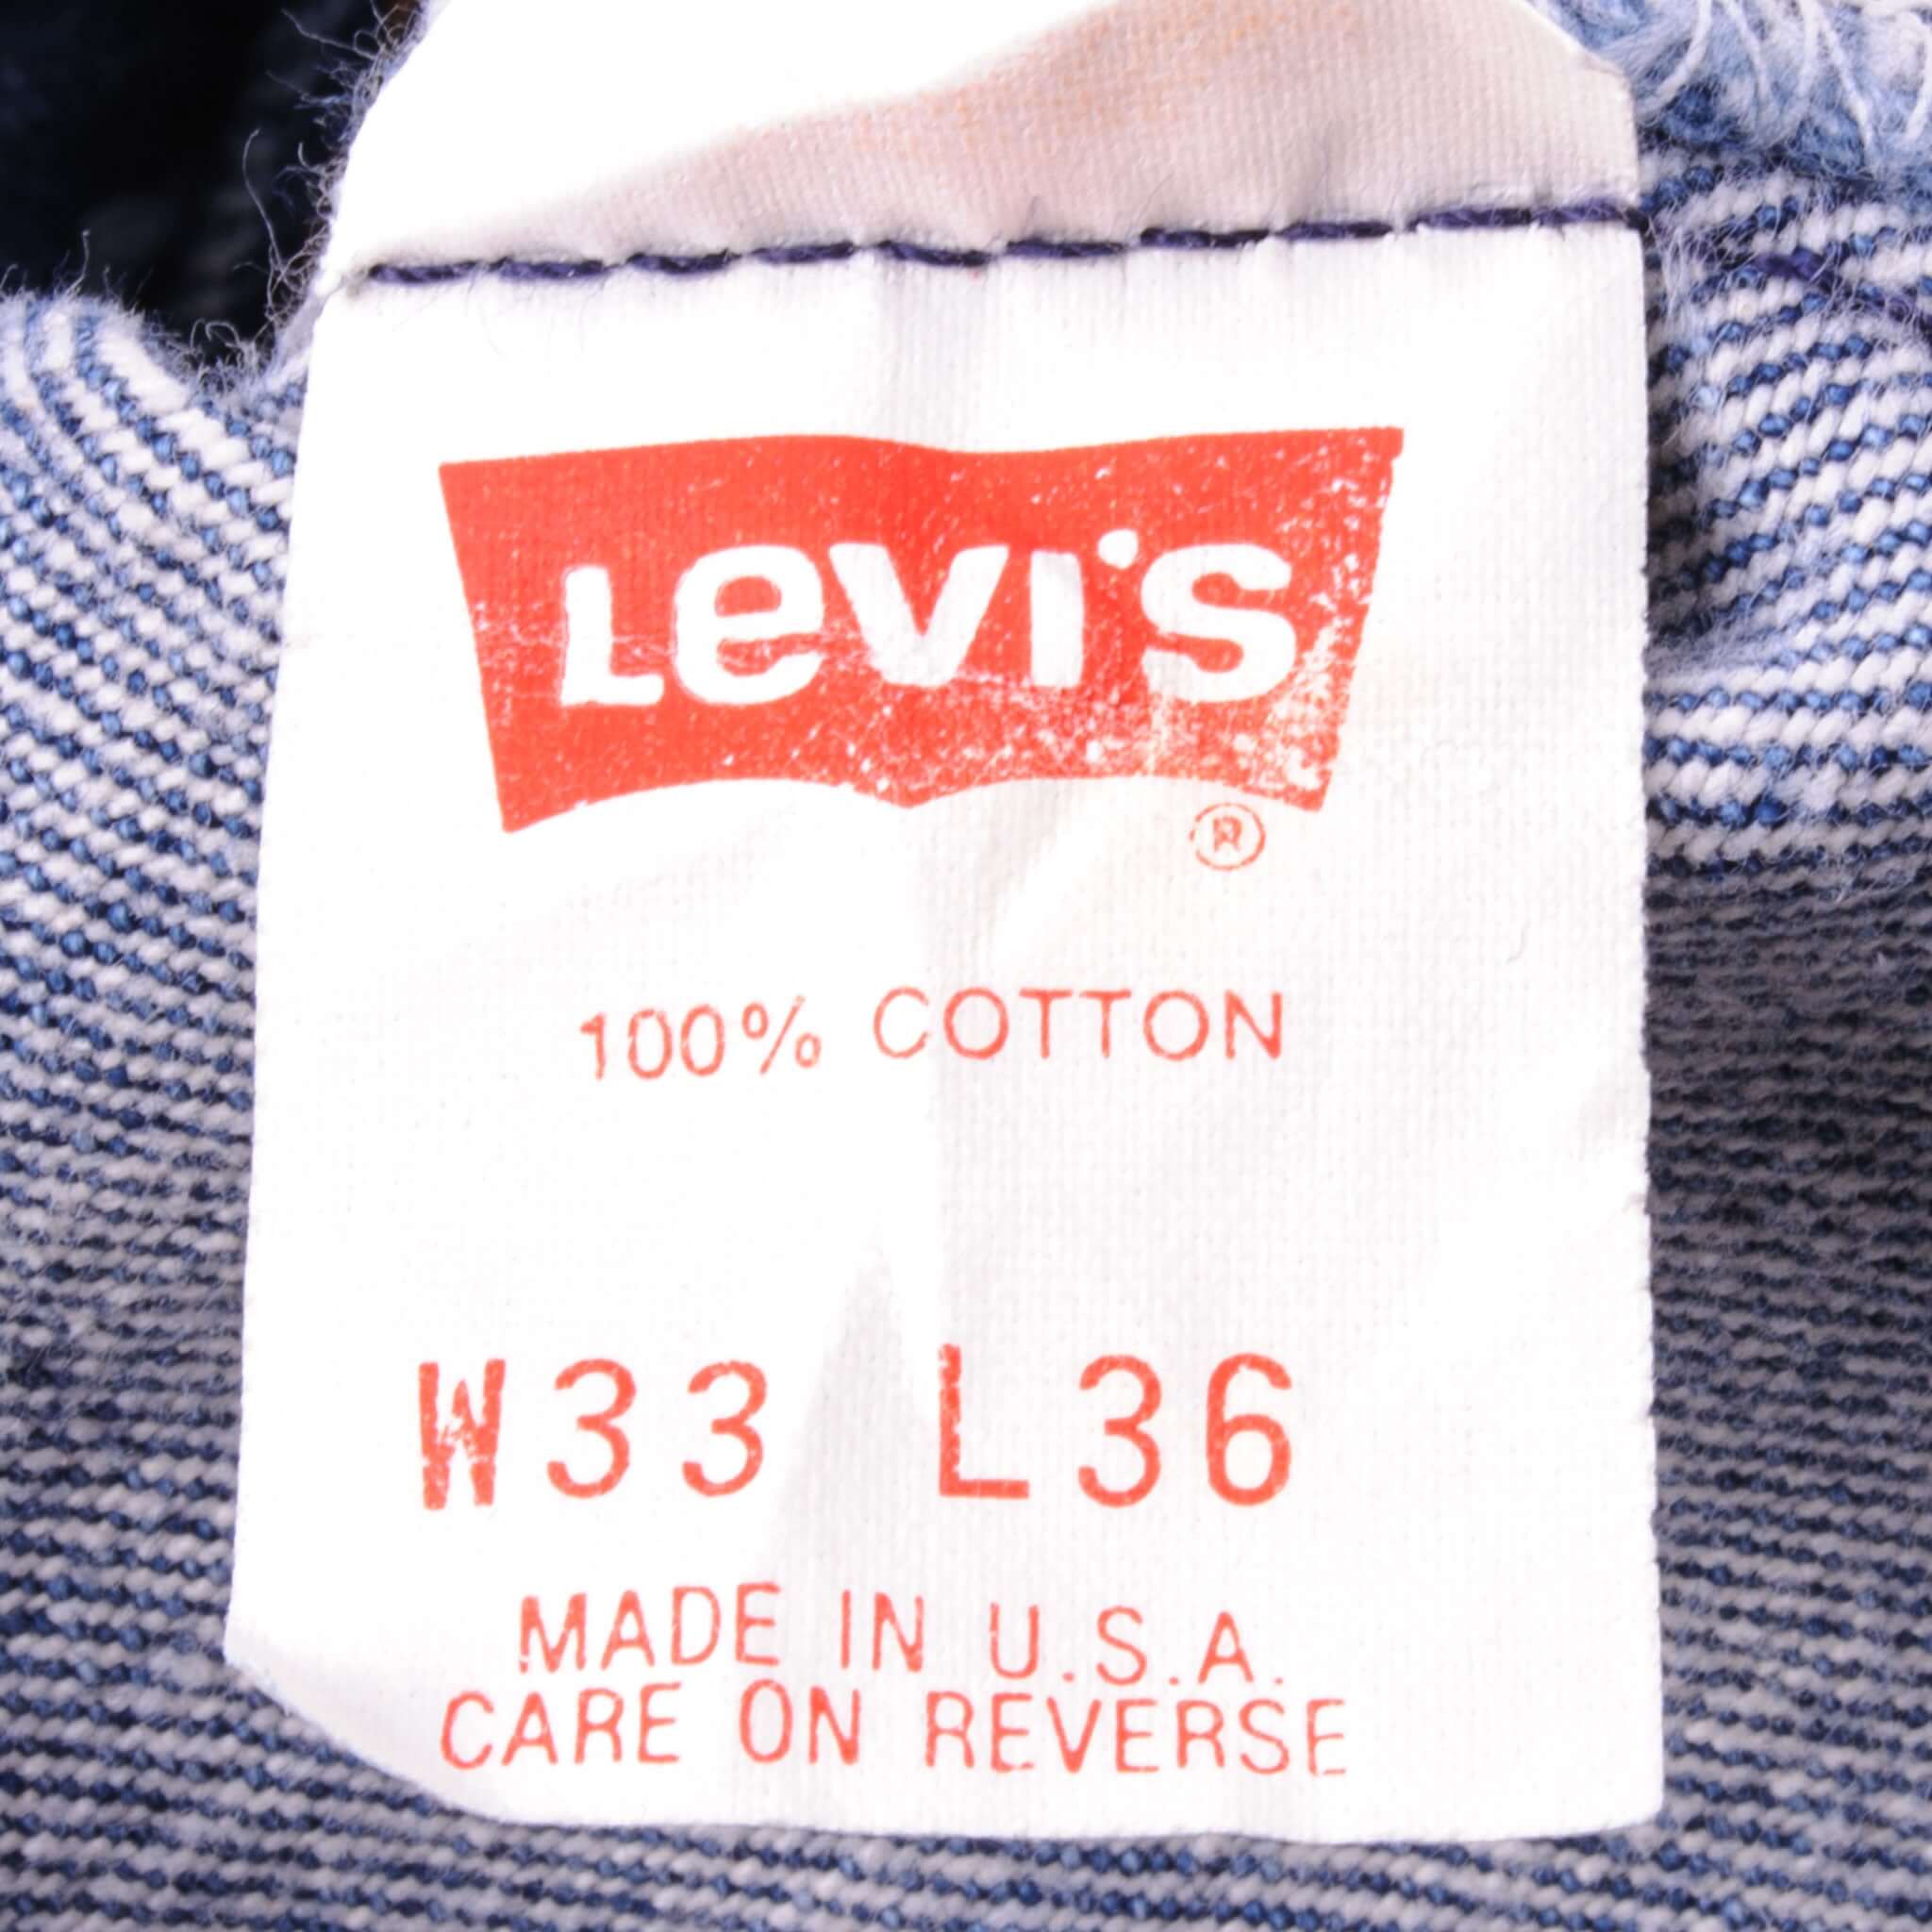 LEVI'S
®
100% COTTON
W33 L36
MADE IN U.S.A.
CARE ON REVERSE